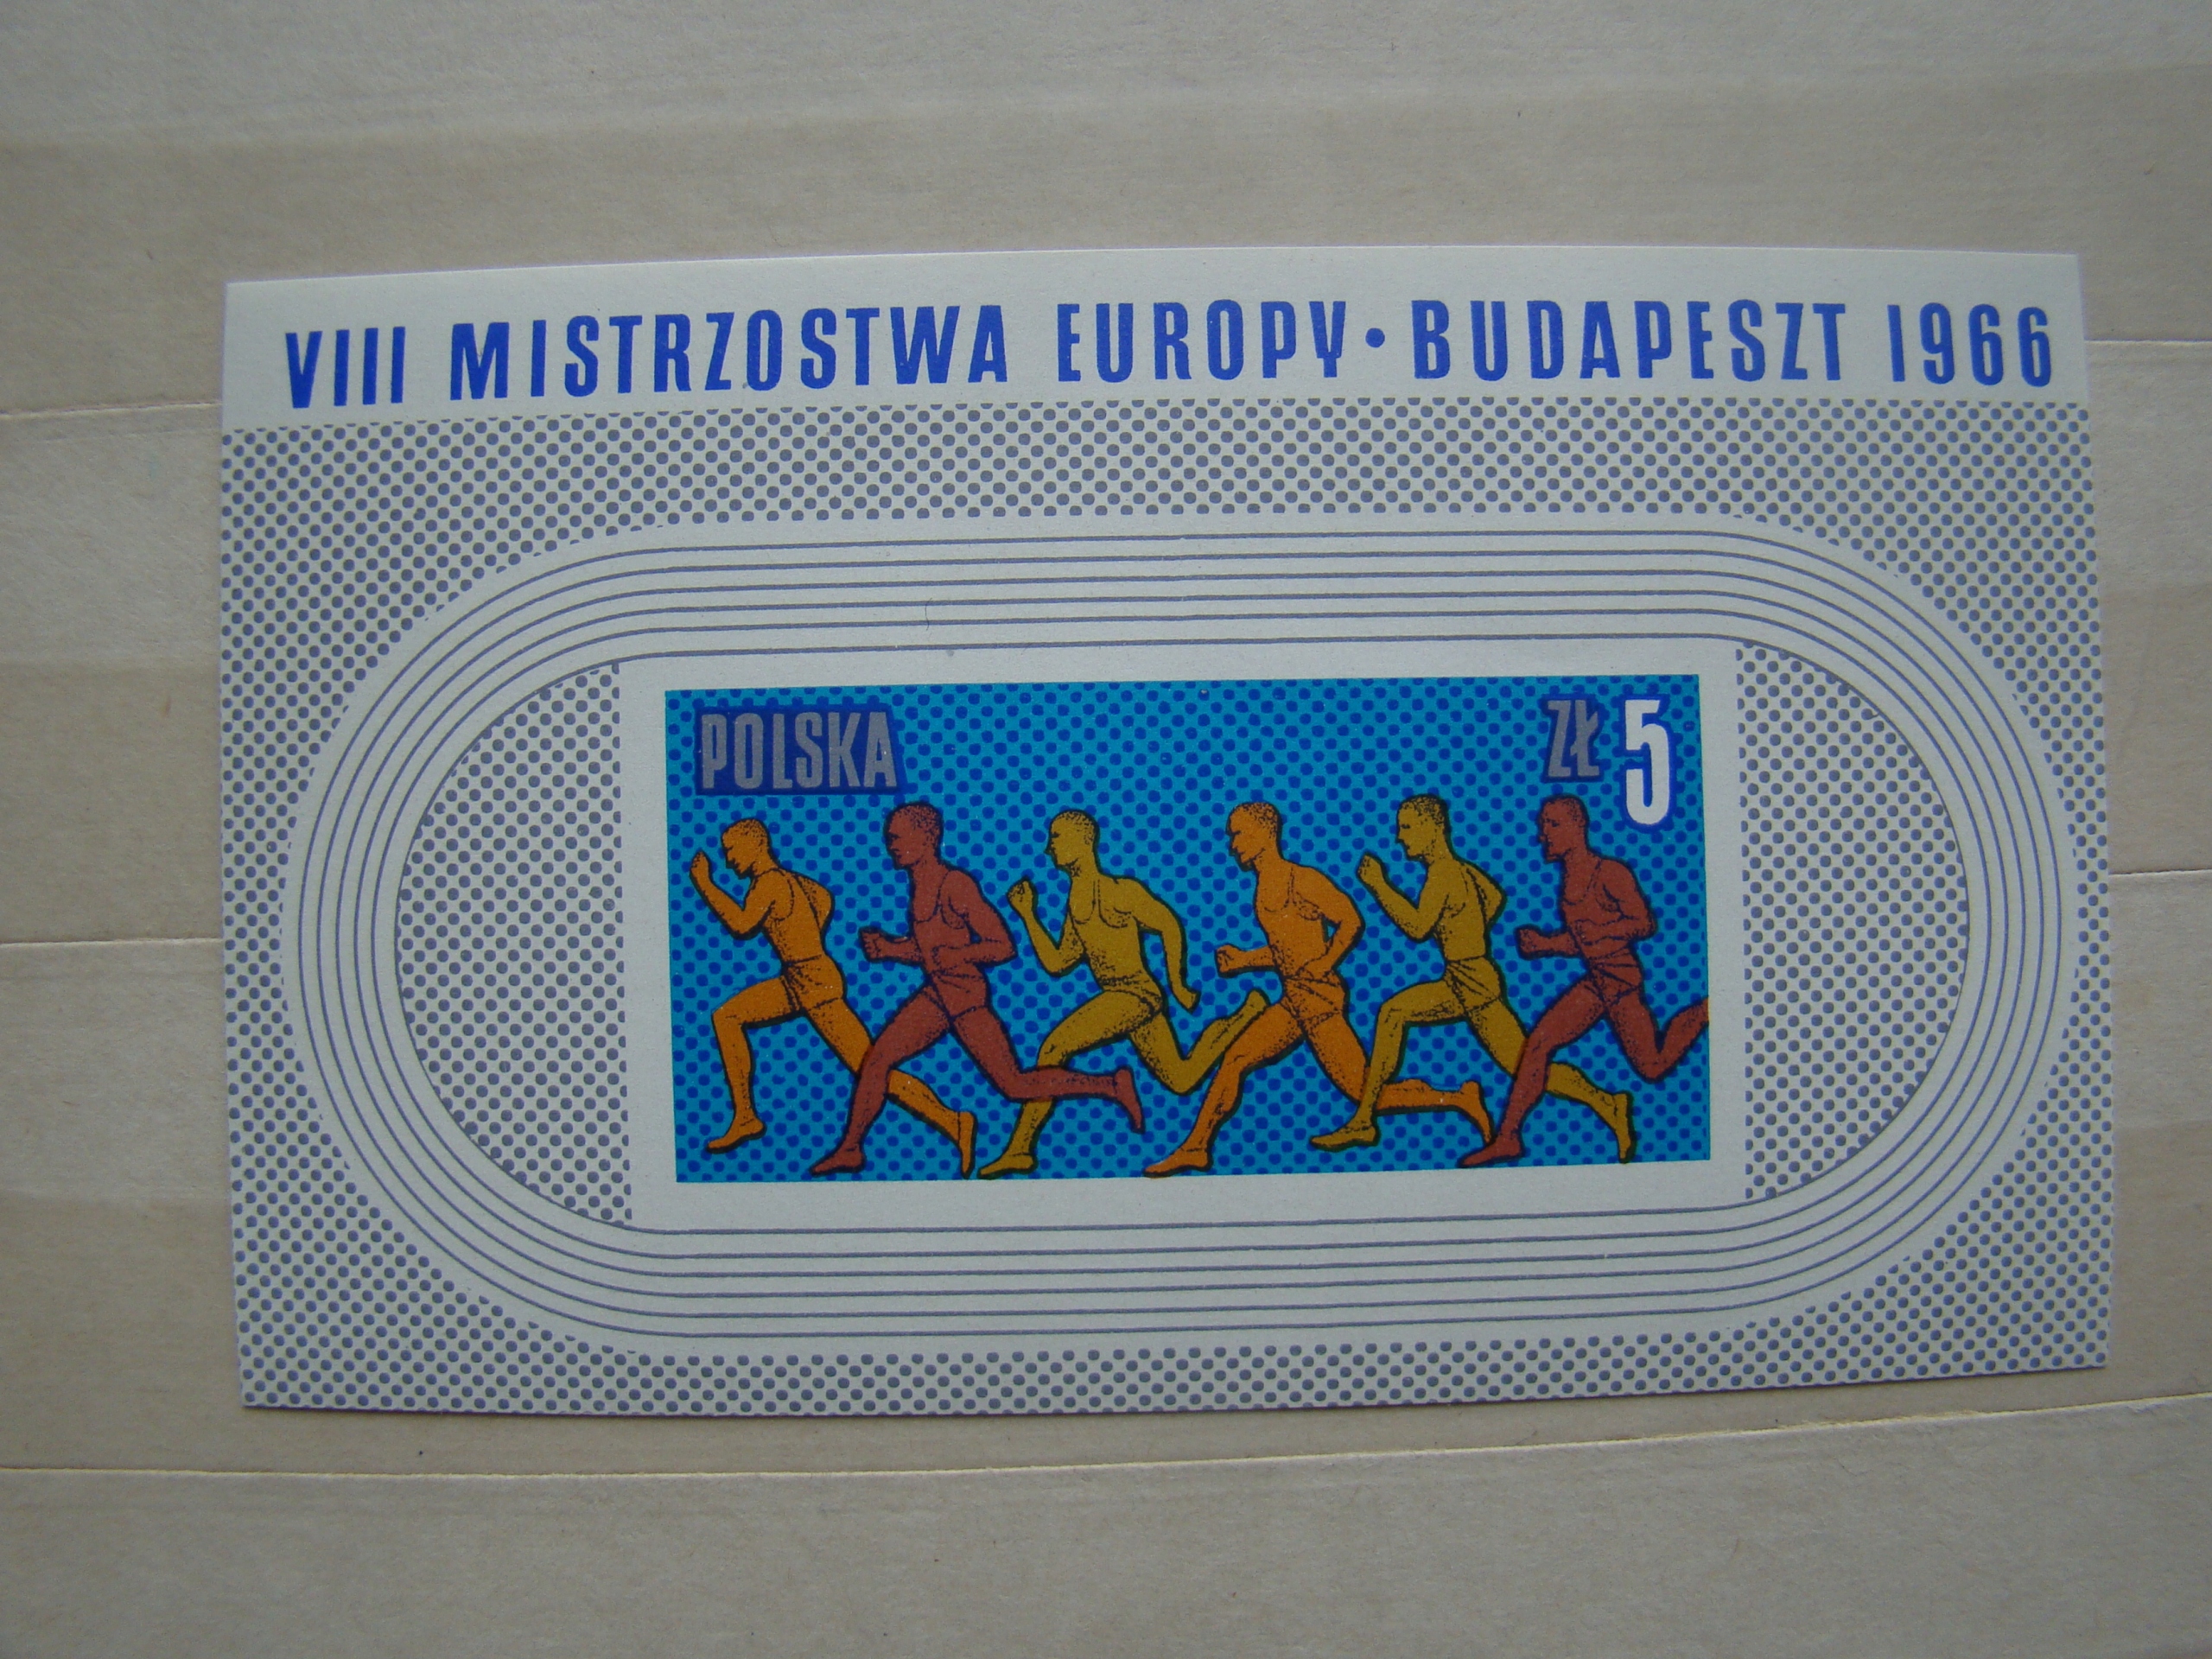 VIII MISTRZOSTWA EUROPY • BUDAPESZT 1966
POLSKA
ZŁ 5